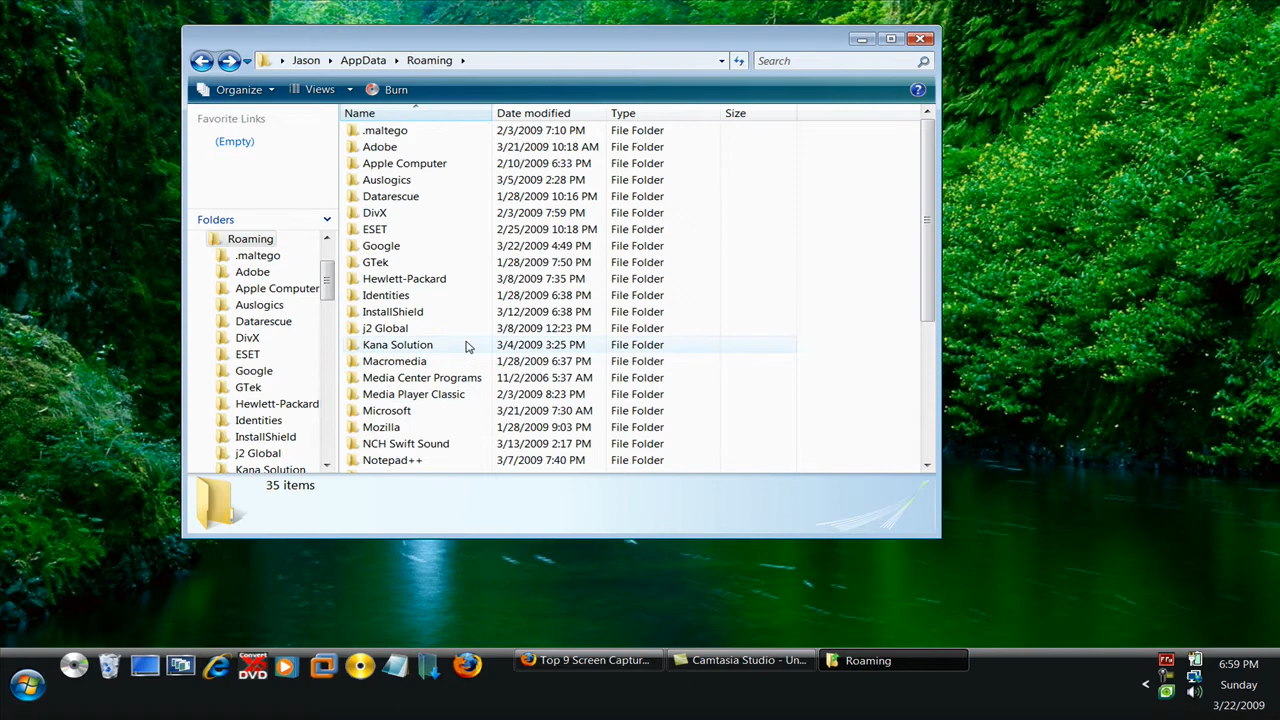 Jason AppData Roaming
Search
Organize Views Burn
?
Favorite Links
(Empty)
Folders
Roaming
.maltego
Adobe
Apple Computer
Auslogics
Datarescue
DivX
ESET
Google
GTek
Hewlett-Packard
Identities
InstallShield
j2 Global
Kana Solution
Name Date modified Type Size
.maltego 2/3/2009 7:10 PM File Folder
Adobe 3/21/2009 10:18 AM File Folder
Apple Computer 2/10/2009 6:33 PM File Folder
Auslogics 3/5/2009 2:28 PM File Folder
Datarescue 1/28/2009 10:16 PM File Folder
DivX 2/3/2009 7:59 PM File Folder
ESET 2/25/2009 10:18 PM File Folder
Google 3/22/2009 4:49 PM File Folder
GTek 1/28/2009 7:50 PM File Folder
Hewlett-Packard 3/8/2009 7:35 PM File Folder
Identities 1/28/2009 6:38 PM File Folder
InstallShield 3/12/2009 6:38 PM File Folder
j2 Global 3/8/2009 12:23 PM File Folder
Kana Solution 3/4/2009 3:25 PM File Folder
Macromedia 1/28/2009 6:37 PM File Folder
Media Center Programs 11/2/2006 5:37 AM File Folder
Media Player Classic 2/3/2009 8:23 PM File Folder
Microsoft 3/21/2009 7:30 AM File Folder
Mozilla 1/28/2009 9:03 PM File Folder
NCH Swift Sound 3/13/2009 2:17 PM File Folder
Notepad++ 3/7/2009 7:40 PM File Folder
35 items
DVD
Top 9 Screen Captur... Camtasia Studio - Un... Roaming
6:59 PM
Sunday
3/22/2009